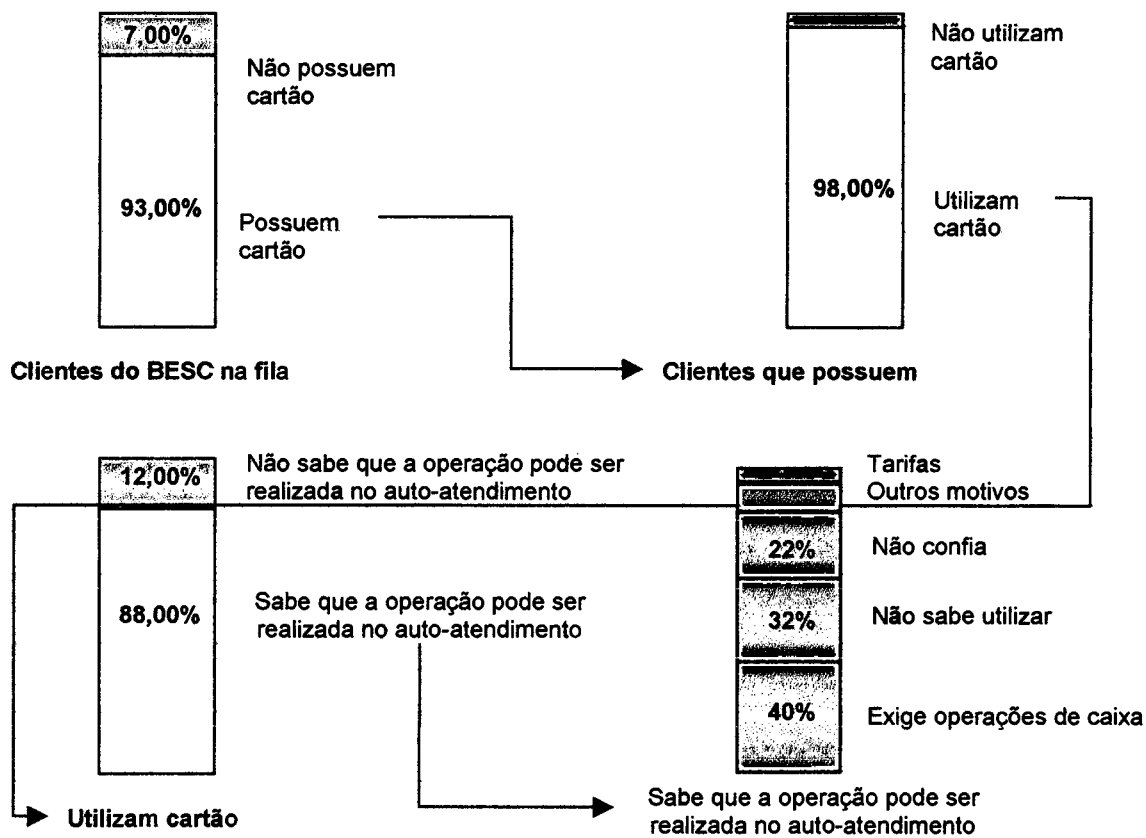 7,00%
Não possuem
cartão
93,00%
Possuem
cartão
Clientes do BESC na fila
Não utilizam
cartão
98,00%
Utilizam
cartão
Clientes que possuem
12,00%
Não sabe que a operação pode ser
realizada no auto-atendimento
88,00%
Sabe que a operação pode ser
realizada no auto-atendimento
Utilizam cartão
Tarifas
Outros motivos
22%
Não confia
32%
Não sabe utilizar
40%
Exige operações de caixa
Sabe que a operação pode ser
realizada no auto-atendimento